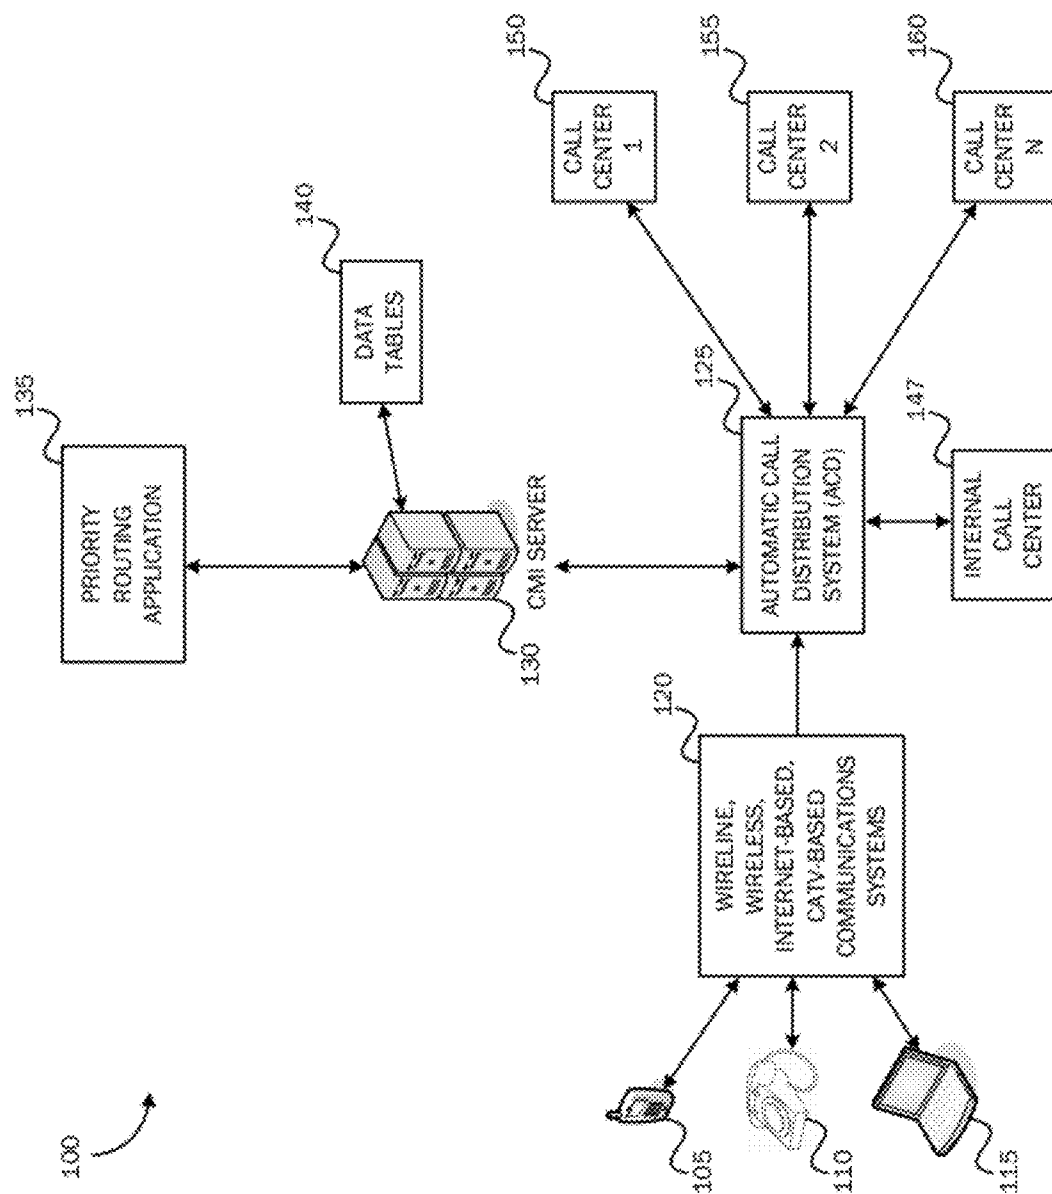 100
135
PRIORITY
ROUTING
APPLICATION
140
DATA
TABLES
130
CMI SERVER
150
CALL
CENTER
1
155
CALL
CENTER
2
160
CALL
CENTER
N
125
AUTOMATIC CALL
DISTRIBUTION
SYSTEM (ACD)
147
INTERNAL
CALL
CENTER
120
WIRELINE,
WIRELESS,
INTERNET-BASED,
CATV-BASED
COMMUNICATIONS
SYSTEMS
105
110
115